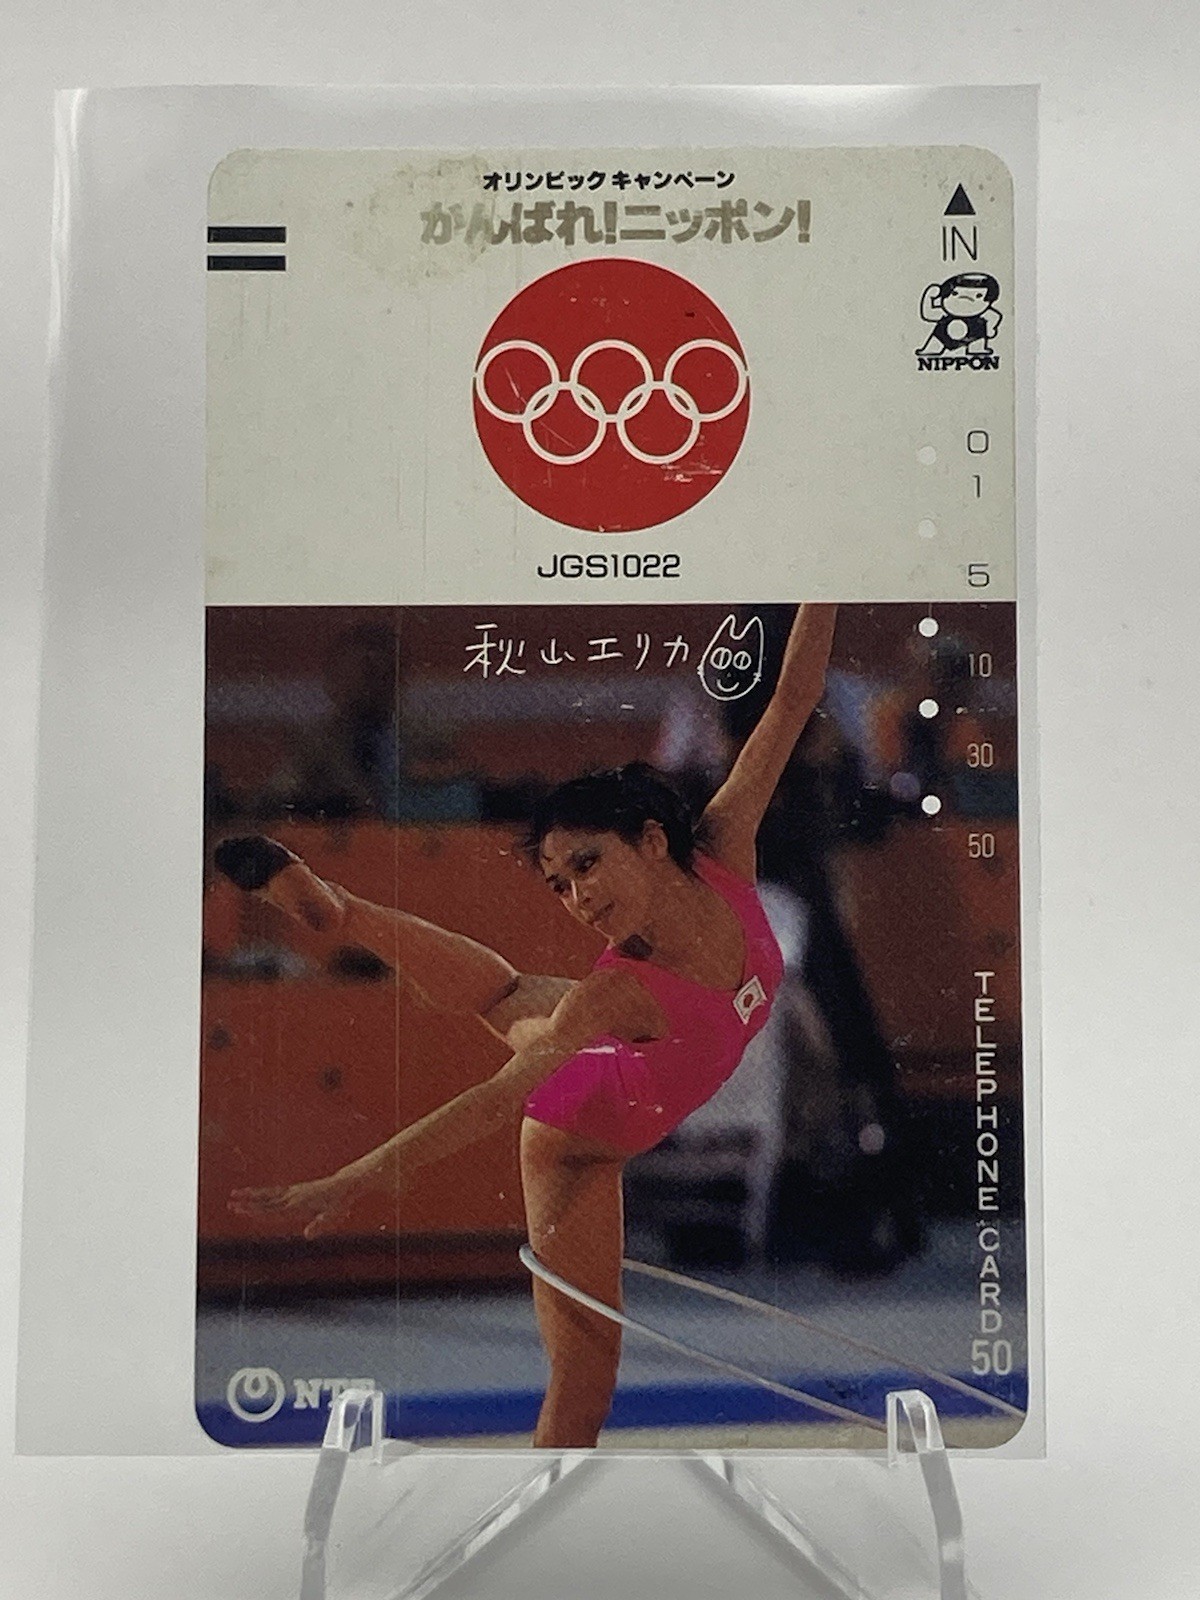 オリンピックキャンペーン
がんばれ!ニッポン!
▲
IN
NIPPON
0
1
JGS1022
5
秋山エリカ
10
30
50
TELEPHONE CARD
50
NTT